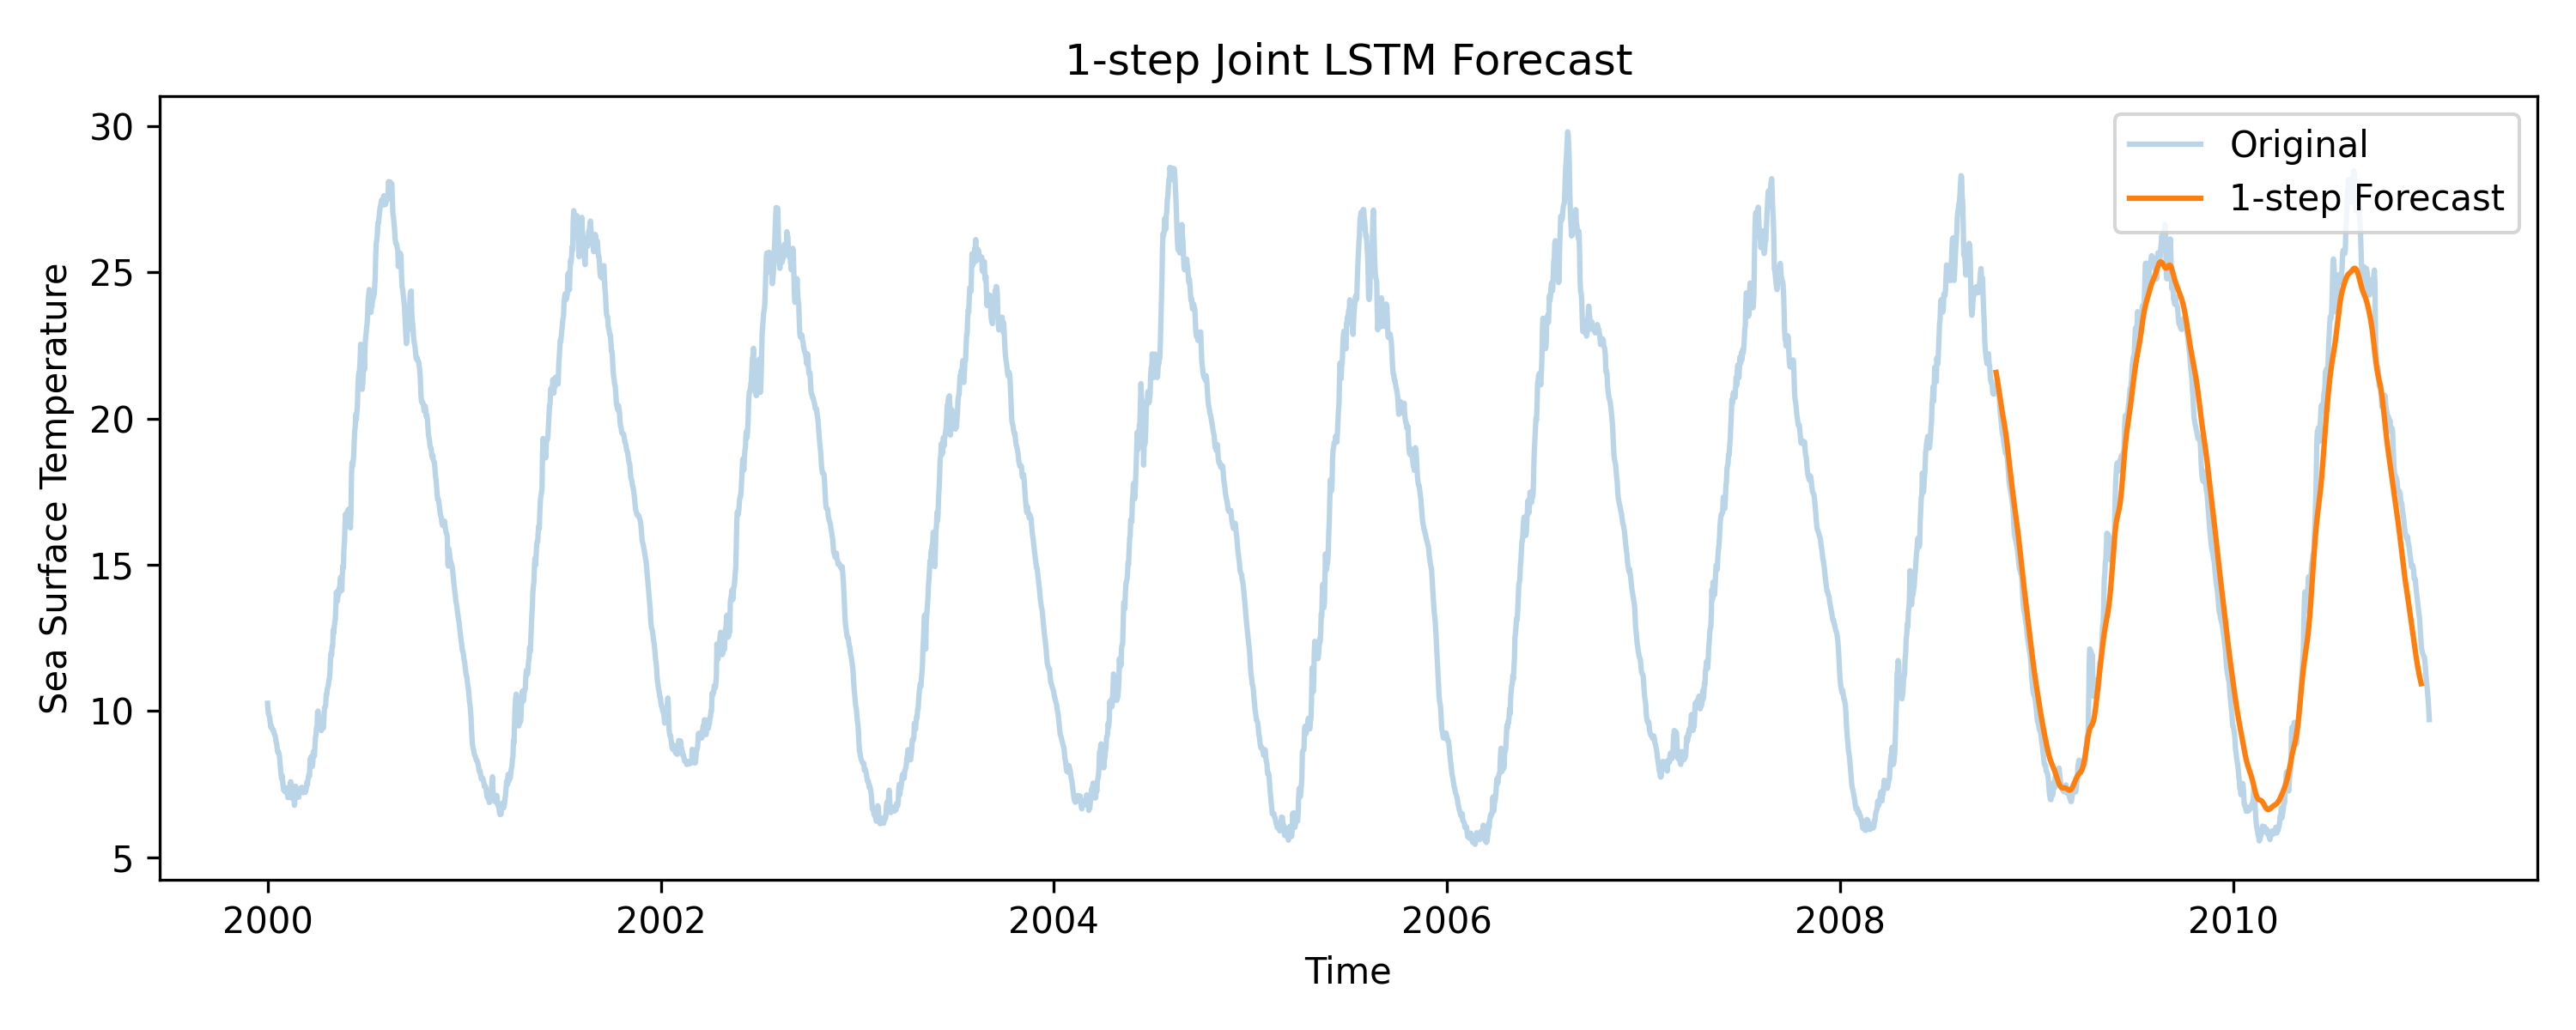 1-step Joint LSTM Forecast
Sea Surface Temperature
30
25
20
15
10
5
Original
1-step Forecast
2000 2002 2004 2006 2008 2010
Time